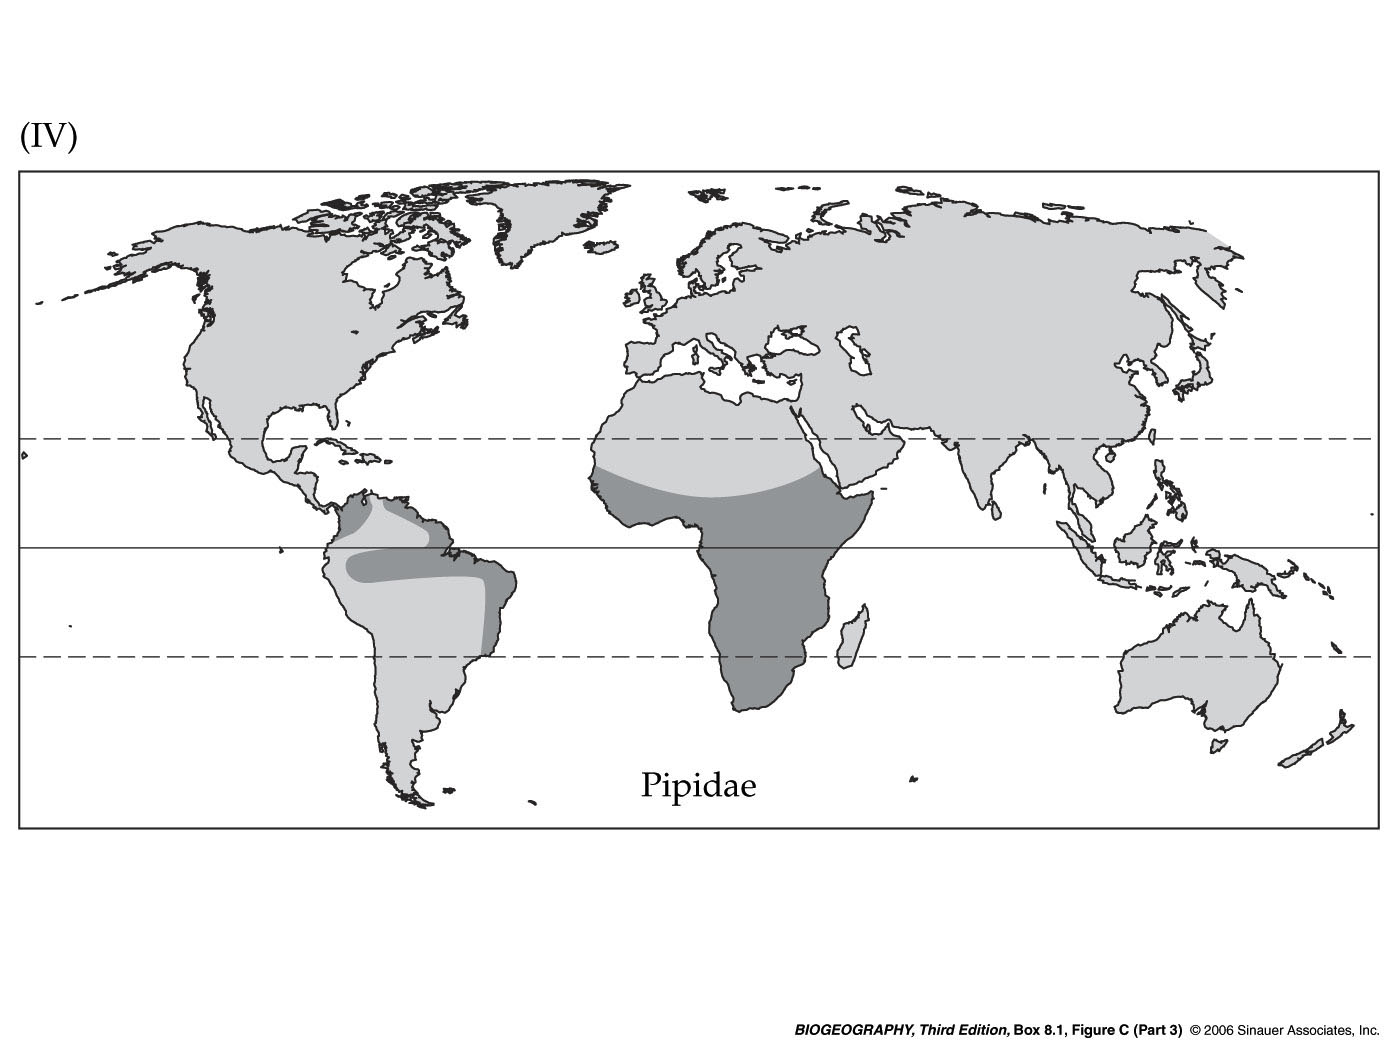 (IV)
Pipidae
BIOGEOGRAPHY, Third Edition, Box 8.1, Figure C (Part 3) © 2006 Sinauer Associates, Inc.